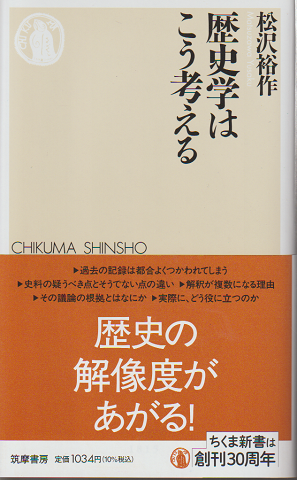 松沢裕作
歴史学は
こう考える
CHIKUMA SHINSHO
▶過去の記録は都合よくつかわれてしまう
▶史料の疑うべき点とそうでない点の違い ▶解釈が複数になる理由
▶その議論の根拠とはなにか ▶実際に、どう役に立つのか
歴史の
解像度が
あがる!
筑摩書房 定価1034円(10%税込)
ちくま新書は
創刊30周年